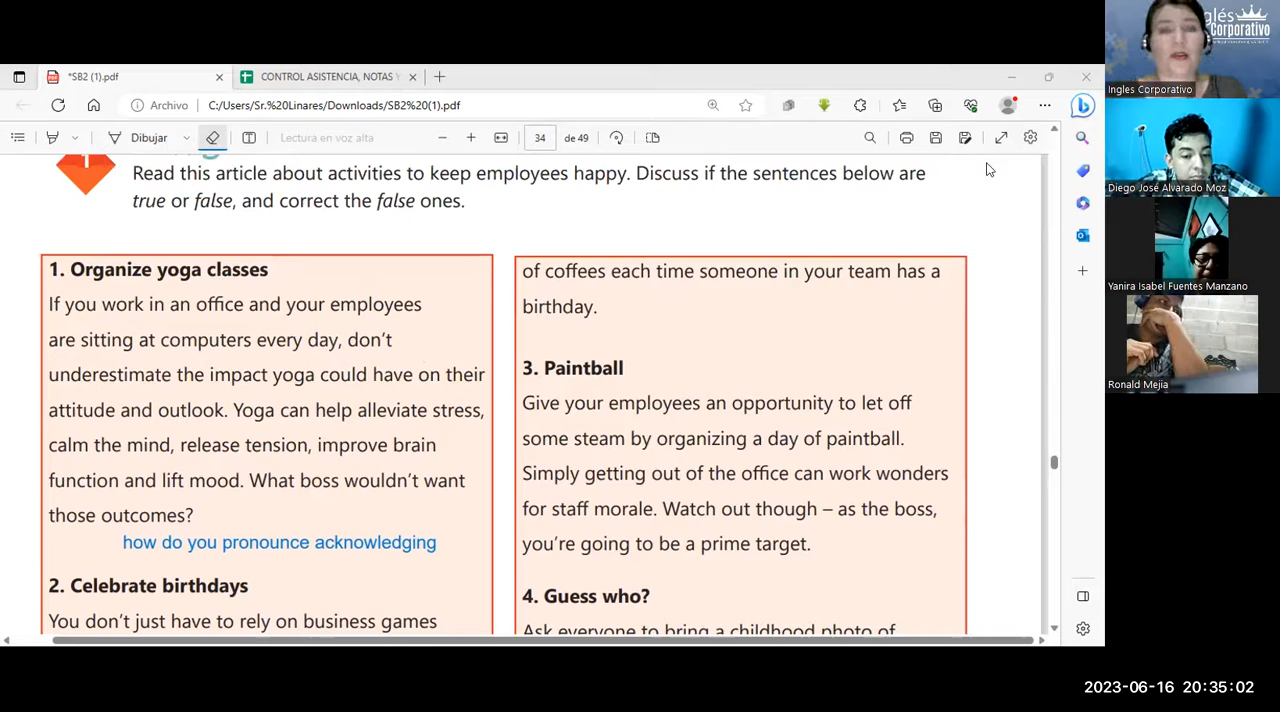 *SB2 (1).pdf
CONTROL ASISTENCIA, NOTAS Y
Archivo
C:/Users/Sr.%20Linares/Downloads/SB2%20(1).pdf
Dibujar
Lectura en voz alta
34
de 49
Read this article about activities to keep employees happy. Discuss if the sentences below are
true or false, and correct the false ones.
1. Organize yoga classes
If you work in an office and your employees
are sitting at computers every day, don't
underestimate the impact yoga could have on their
attitude and outlook. Yoga can help alleviate stress,
calm the mind, release tension, improve brain
function and lift mood. What boss wouldn't want
those outcomes?
how do you pronounce acknowledging
2. Celebrate birthdays
You don't just have to rely on business games
of coffees each time someone in your team has a
birthday.
3. Paintball
Give your employees an opportunity to let off
some steam by organizing a day of paintball.
Simply getting out of the office can work wonders
for staff morale. Watch out though – as the boss,
you're going to be a prime target.
4. Guess who?
Ask everyone to bring a childhood photo of
glés
Corporativo
Ingles Corporativo
Diego José Alvarado Moz
Yanira Isabel Fuentes Manzano
Ronald Mejia
2023-06-16 20:35:02